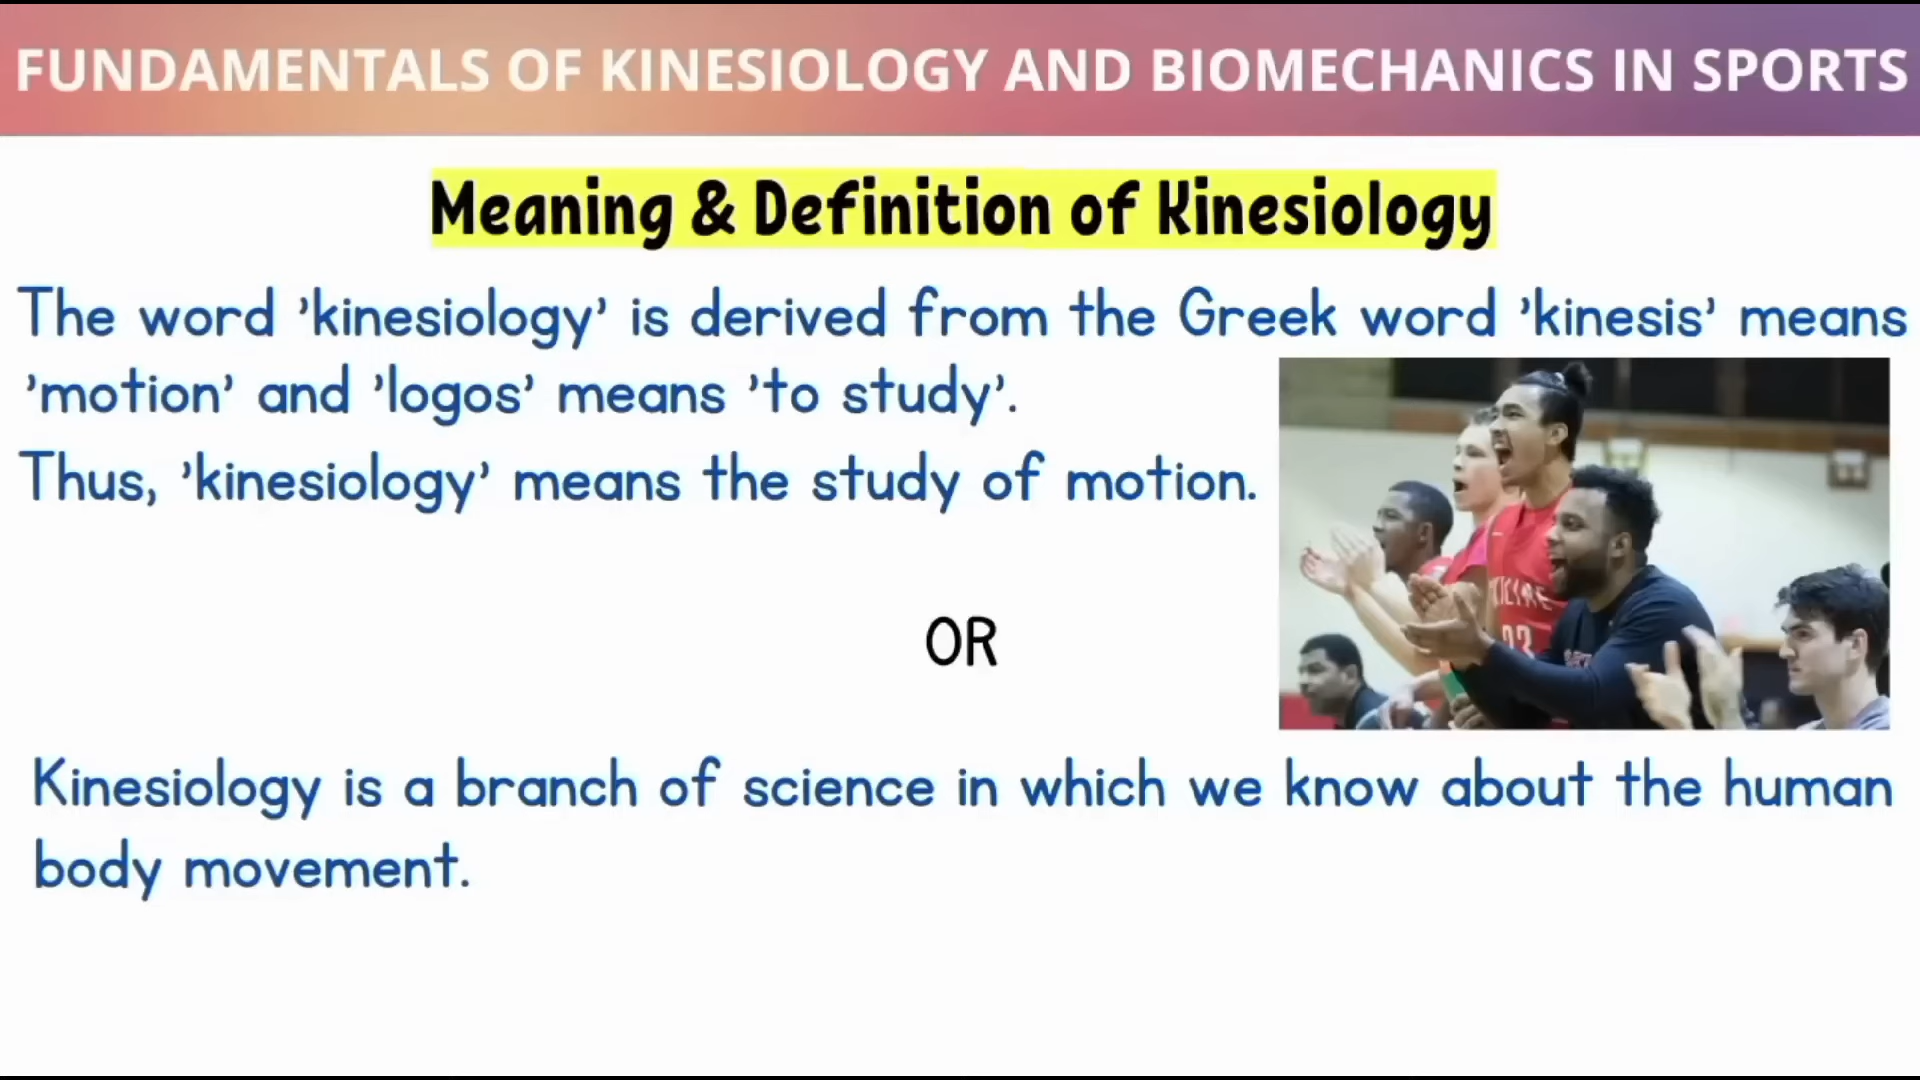 FUNDAMENTALS OF KINESIOLOGY AND BIOMECHANICS IN SPORTS
Meaning & Definition of Kinesiology
The word ’kinesiology’ is derived from the Greek word ’kinesis’ means
’motion’ and ’logos’ means ’to study’.
Thus, ’kinesiology’ means the study of motion.
OR
Kinesiology is a branch of science in which we know about the human
body movement.